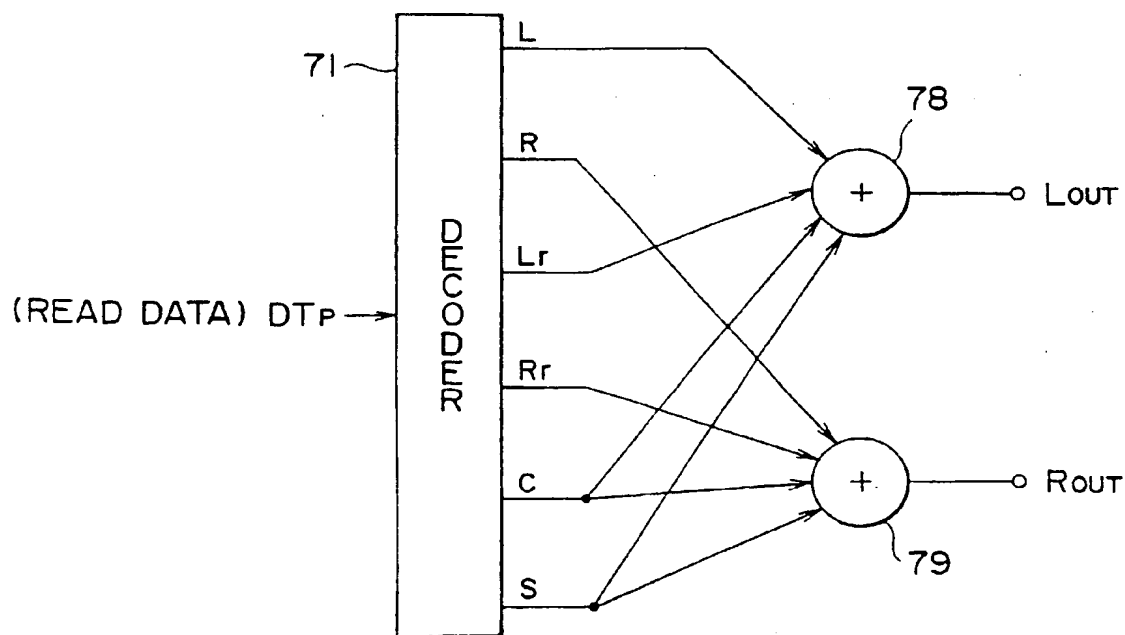 L
71
78
R
+
LOUT
Lr
DECODER
(READ DATA) DTP
Rr
+
ROUT
C
79
S